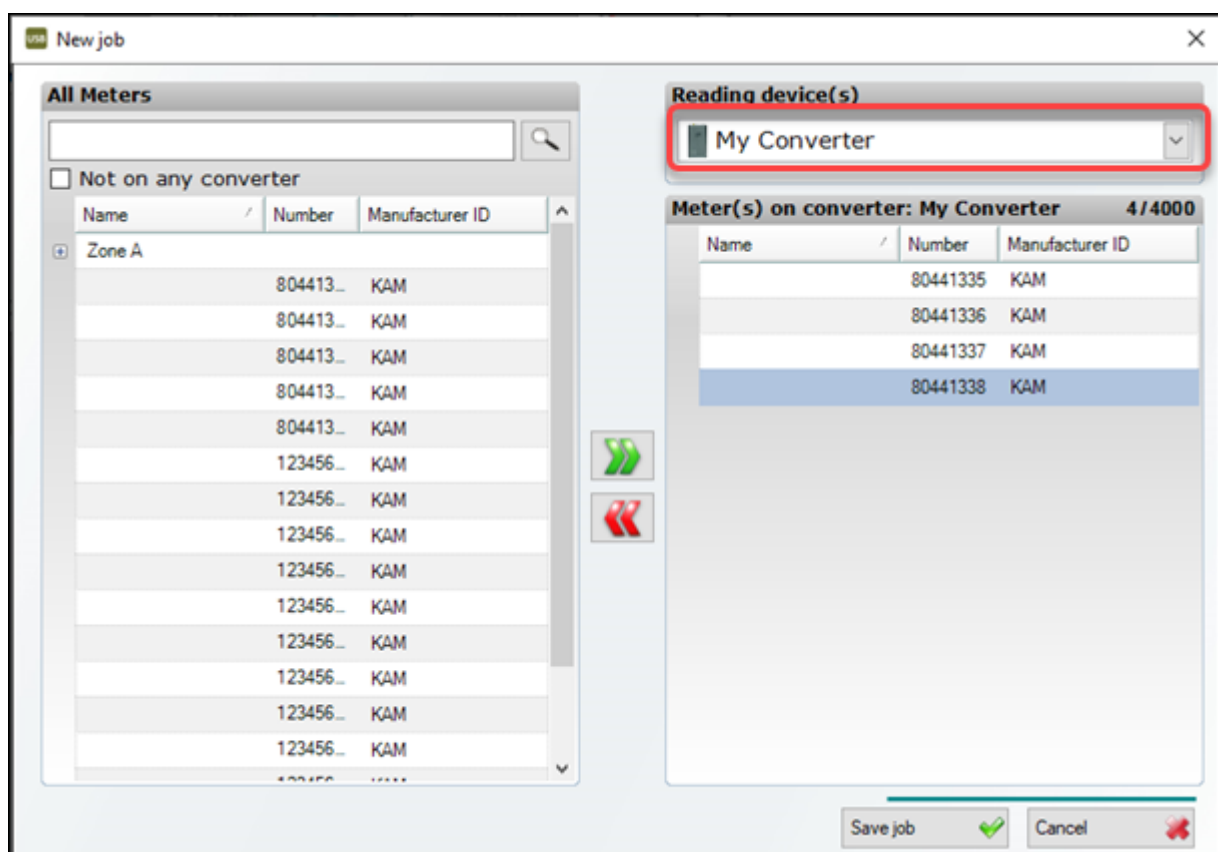 USB New job
All Meters
Not on any converter
Name Number Manufacturer ID
Zone A
804413... KAM
804413... KAM
804413... KAM
804413... KAM
804413... KAM
123456... KAM
123456... KAM
123456... KAM
123456... KAM
123456... KAM
123456... KAM
123456... KAM
123456... KAM
123456... KAM
Reading device(s)
My Converter
Meter(s) on converter: My Converter 4/4000
Name Number Manufacturer ID
80441335 KAM
80441336 KAM
80441337 KAM
80441338 KAM
Save job
Cancel